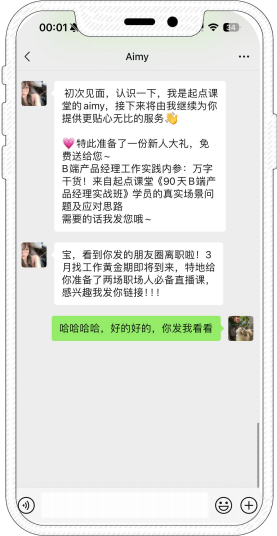 00:01
34
Aimy
初次见面，认识一下，我是起点课
堂的aimy，接下来将由我继续为你
提供更贴心无比的服务👋
💗特此准备了一份新人大礼，免
费送给您~
B端产品经理工作实践内参：万字
干货！来自起点课堂《90天B端产
品经理实战班》学员的真实场景问
题及应对思路
需要的话我发您哦~
宝，看到你发的朋友圈离职啦！3
月找工作黄金期即将到来，特地给
你准备了两场职场人必备直播课，
感兴趣我发你链接!!!
哈哈哈哈，好的好的，你发我看看